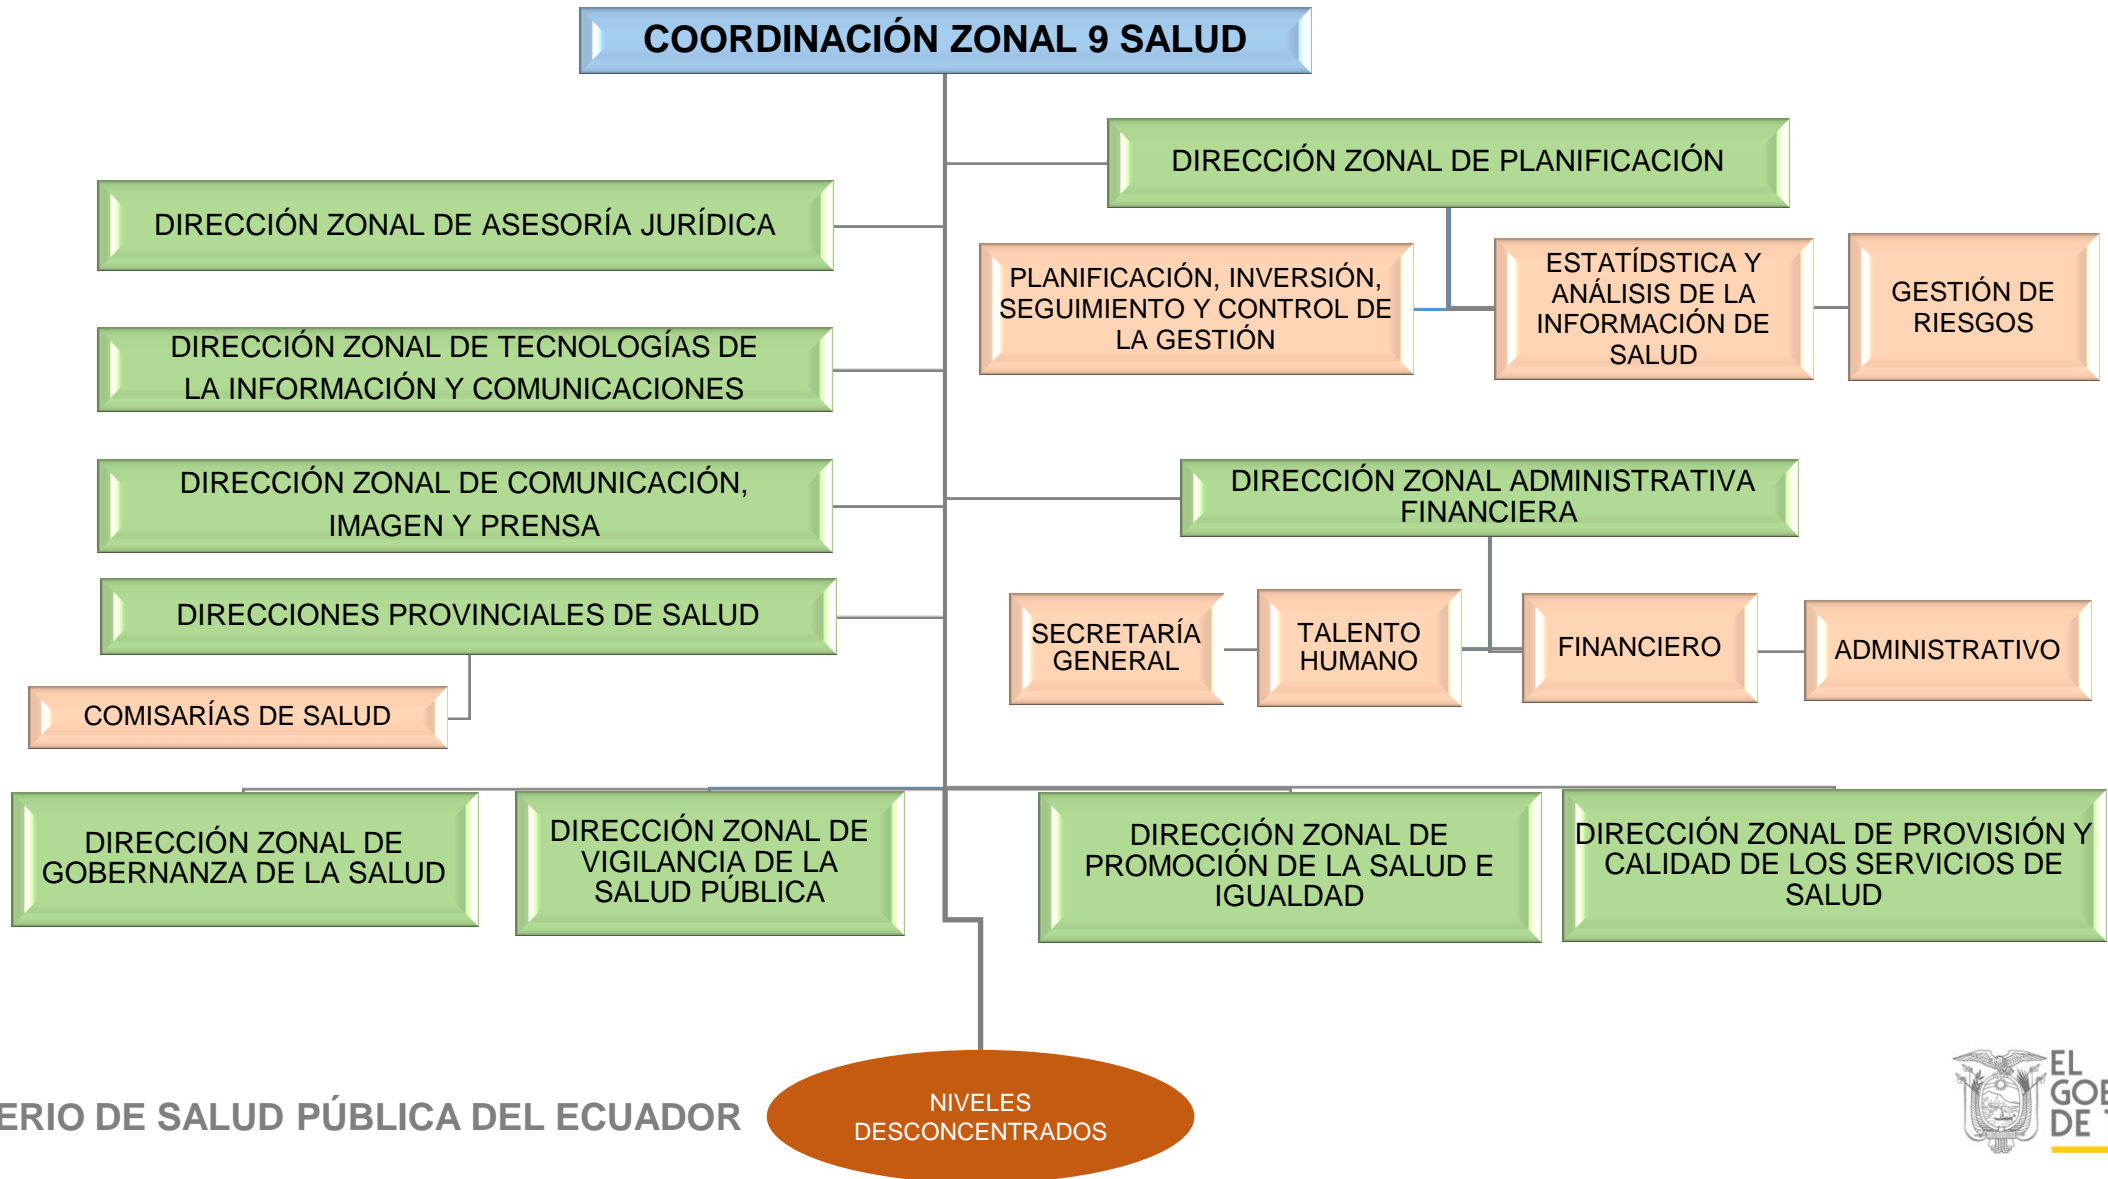 COORDINACIÓN ZONAL 9 SALUD
DIRECCIÓN ZONAL DE PLANIFICACIÓN
DIRECCIÓN ZONAL DE ASESORÍA JURÍDICA
PLANIFICACIÓN, INVERSIÓN,
SEGUIMIENTO Y CONTROL DE
LA GESTIÓN
ESTATÍDSTICA Y
ANÁLISIS DE LA
INFORMACIÓN DE
SALUD
GESTIÓN DE
RIESGOS
DIRECCIÓN ZONAL DE TECNOLOGÍAS DE
LA INFORMACIÓN Y COMUNICACIONES
DIRECCIÓN ZONAL DE COMUNICACIÓN,
IMAGEN Y PRENSA
DIRECCIÓN ZONAL ADMINISTRATIVA
FINANCIERA
DIRECCIONES PROVINCIALES DE SALUD
SECRETARÍA
GENERAL
TALENTO
HUMANO
FINANCIERO
ADMINISTRATIVO
COMISARÍAS DE SALUD
DIRECCIÓN ZONAL DE
GOBERNANZA DE LA SALUD
DIRECCIÓN ZONAL DE
VIGILANCIA DE LA
SALUD PÚBLICA
DIRECCIÓN ZONAL DE
PROMOCIÓN DE LA SALUD E
IGUALDAD
DIRECCIÓN ZONAL DE PROVISIÓN Y
CALIDAD DE LOS SERVICIOS DE
SALUD
ERIO DE SALUD PÚBLICA DEL ECUADOR
NIVELES
DESCONCENTRADOS
EL
DE